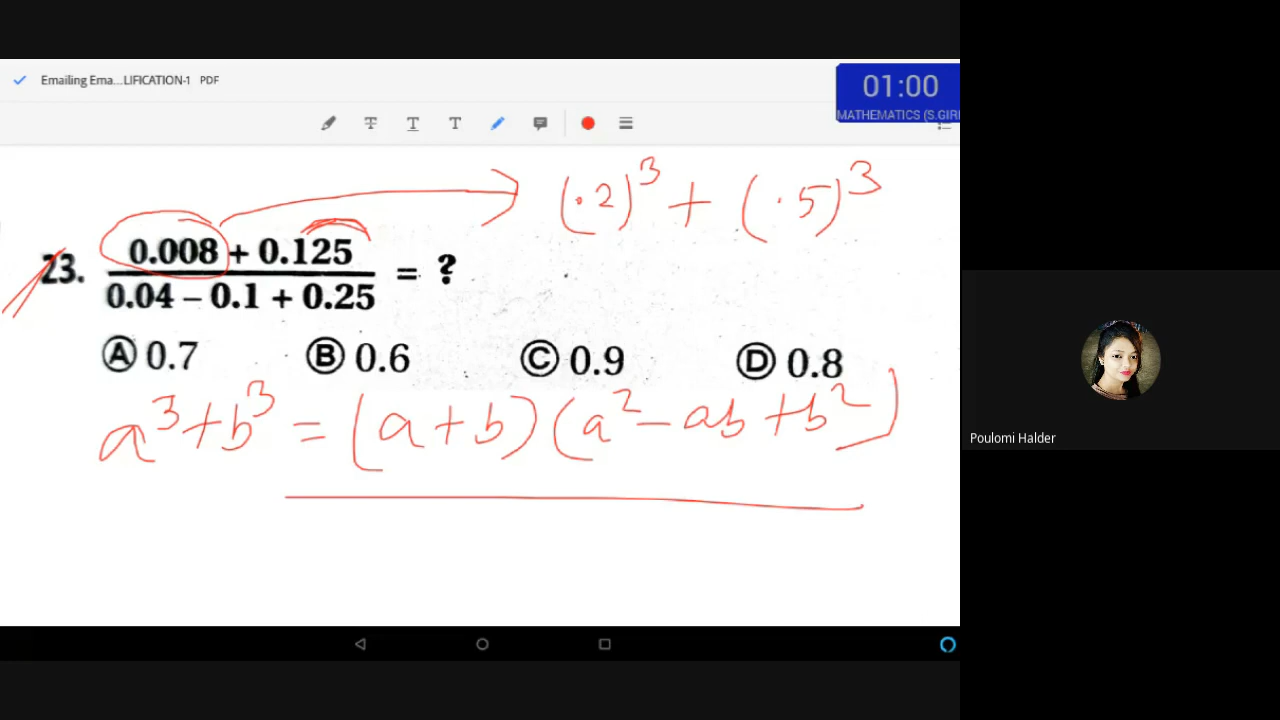 Emailing Ema...LIFICATION-1 PDF
01:00
MATHEMATICS (S.GIRI
(.2)³ + (.5)³
23. 0.008 + 0.125 / 0.04 – 0.1 + 0.25 = ?
Ⓐ 0.7 Ⓑ 0.6 Ⓒ 0.9 Ⓓ 0.8
a³+b³ = (a+b)(a²-ab+b²)
Poulomi Halder